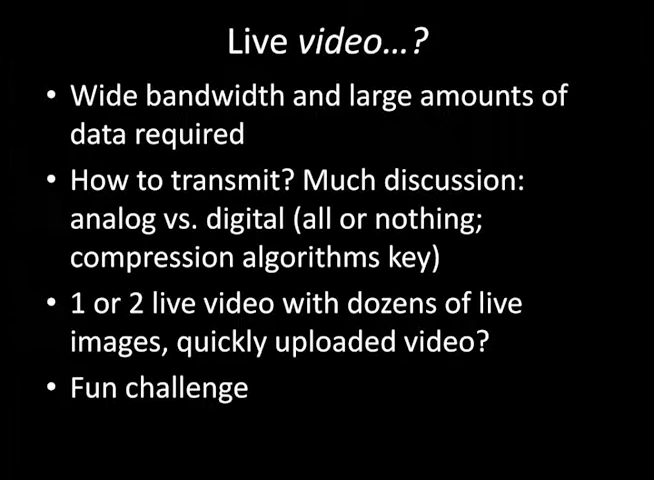 Live video...?
• Wide bandwidth and large amounts of
data required
• How to transmit? Much discussion:
analog vs. digital (all or nothing;
compression algorithms key)
• 1 or 2 live video with dozens of live
images, quickly uploaded video?
• Fun challenge